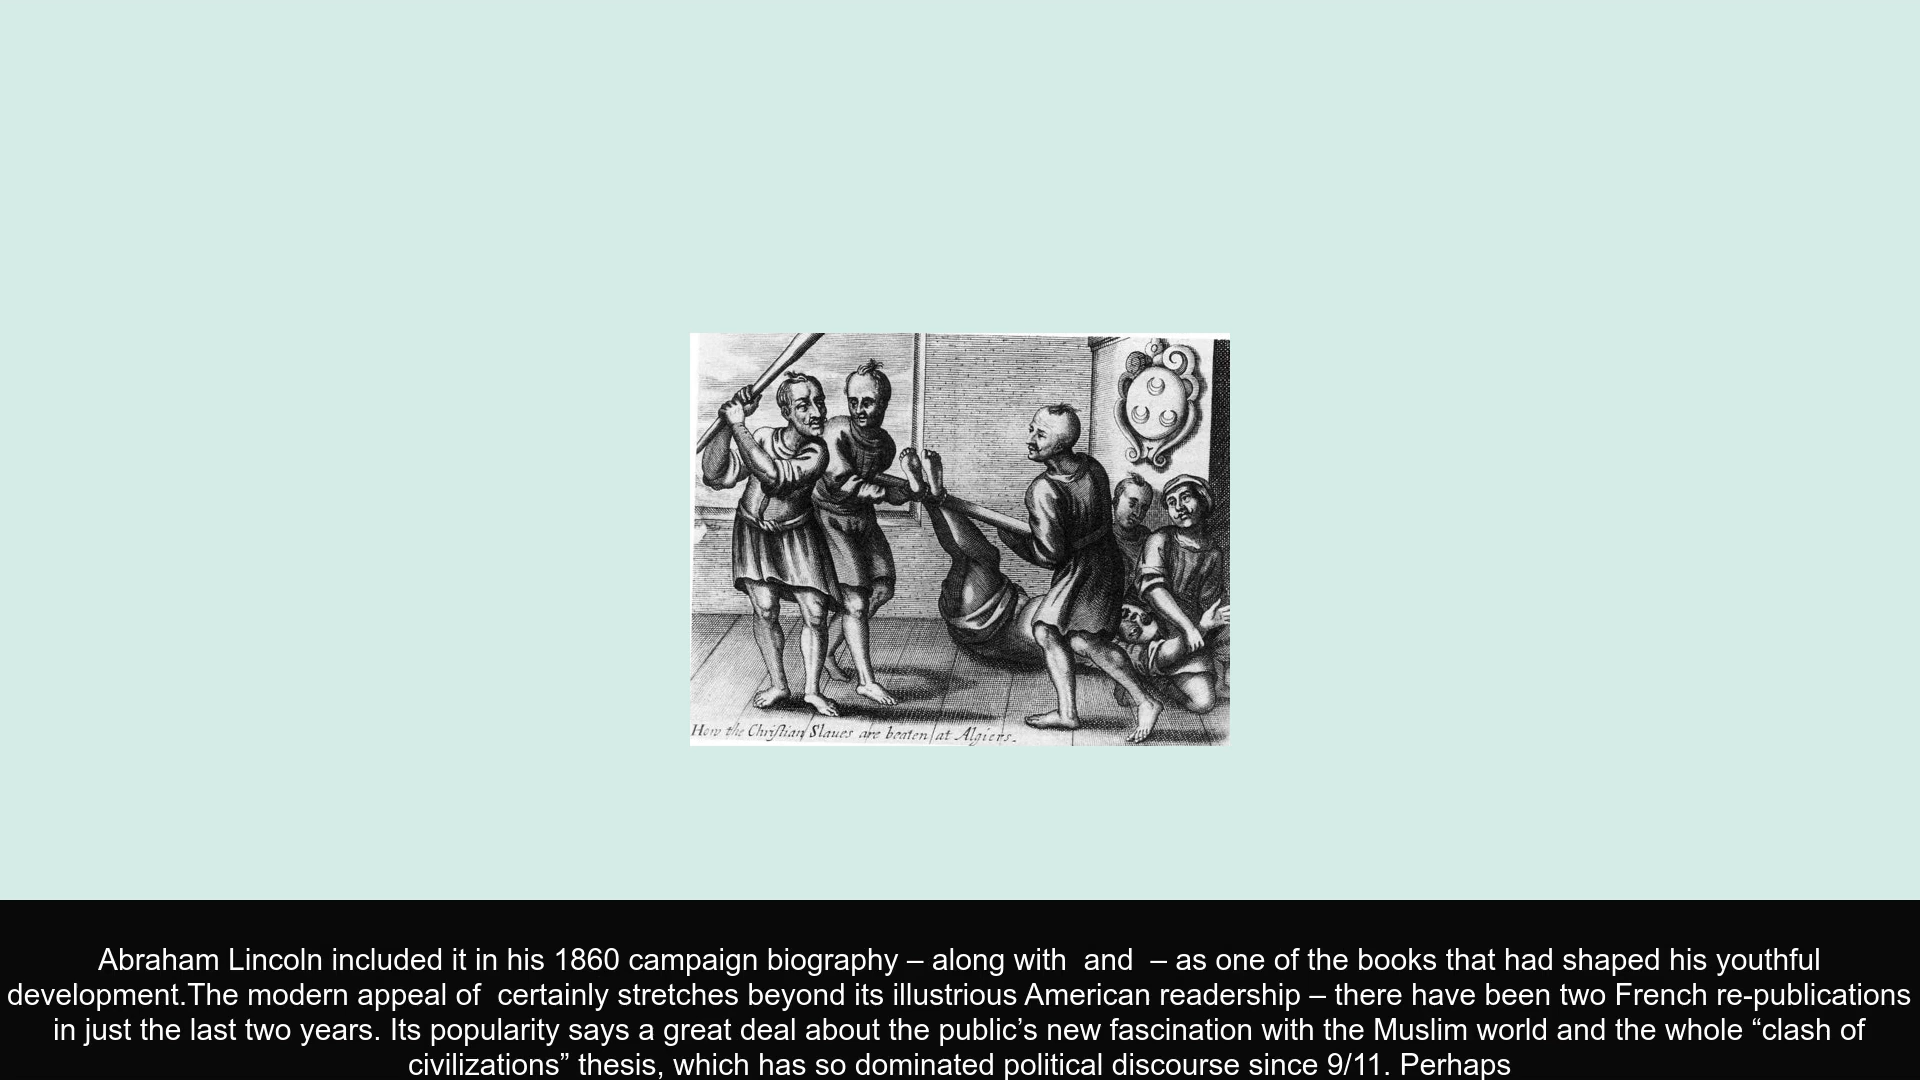 How the Chriſtian Slaues are beaten at Algiers.
Abraham Lincoln included it in his 1860 campaign biography – along with  and  – as one of the books that had shaped his youthful
development.The modern appeal of  certainly stretches beyond its illustrious American readership – there have been two French re-publications
in just the last two years. Its popularity says a great deal about the public’s new fascination with the Muslim world and the whole “clash of
civilizations” thesis, which has so dominated political discourse since 9/11. Perhaps